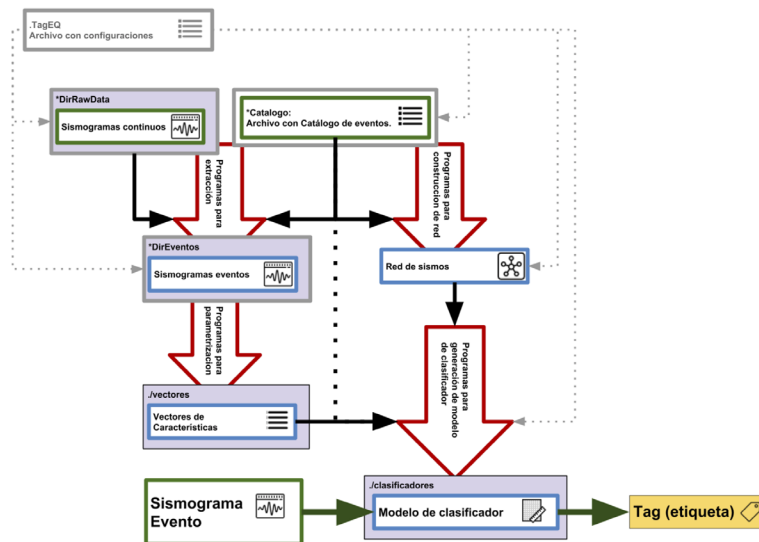 .TagEQ
Archivo con configuraciones
*DirRawData
Sismogramas continuos
*Catalogo:
Archivo con Catálogo de eventos.
Programas para
extracción
Programas para
construccion de red
*DirEventos
Sismogramas eventos
Red de sismos
Programas para
parametrizacion
Programas para
generación de modelo
de clasificador
./vectores
Vectores de
Características
./clasificadores
Sismograma
Evento
Modelo de clasificador
Tag (etiqueta)